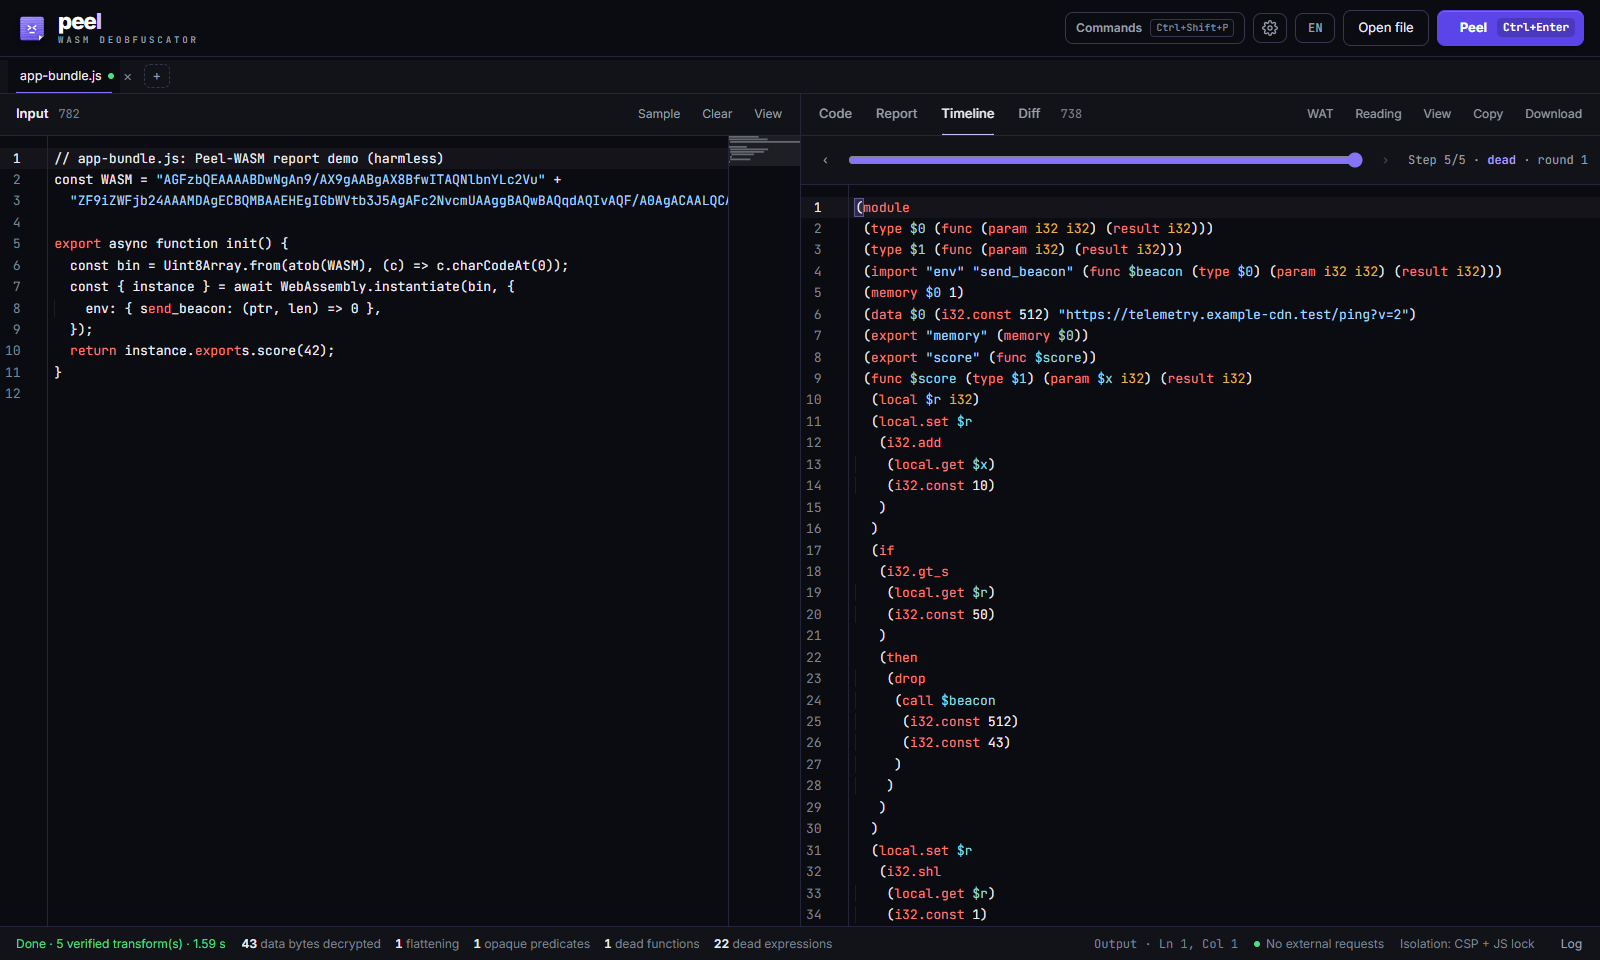 peel
WASM DEOBFUSCATOR
Commands Ctrl+Shift+P
EN
Open file
Peel Ctrl+Enter
app-bundle.js ● × +
Input 782
Sample Clear View
Code Report Timeline Diff 738
WAT Reading View Copy Download
‹ › Step 5/5 · dead · round 1
1 // app-bundle.js: Peel-WASM report demo (harmless)
2 const WASM = "AGFzbQEAAAABDwNgAn9/AX9gAABgAX8BfwITAQNlbnYLc2Vu" +
3 "ZF9iZWFjb24AAAMDAgECBQMBAAEHEgIGbWVtb3J5AgAFc2NvcmUAAggBAQwBAQqdAQIvAQF/A0AgACAALQCA
4
5 export async function init() {
6 const bin = Uint8Array.from(atob(WASM), (c) => c.charCodeAt(0));
7 const { instance } = await WebAssembly.instantiate(bin, {
8 env: { send_beacon: (ptr, len) => 0 },
9 });
10 return instance.exports.score(42);
11 }
12
1 (module
2 (type $0 (func (param i32 i32) (result i32)))
3 (type $1 (func (param i32) (result i32)))
4 (import "env" "send_beacon" (func $beacon (type $0) (param i32 i32) (result i32)))
5 (memory $0 1)
6 (data $0 (i32.const 512) "https://telemetry.example-cdn.test/ping?v=2")
7 (export "memory" (memory $0))
8 (export "score" (func $score))
9 (func $score (type $1) (param $x i32) (result i32)
10 (local $r i32)
11 (local.set $r
12 (i32.add
13 (local.get $x)
14 (i32.const 10)
15 )
16 )
17 (if
18 (i32.gt_s
19 (local.get $r)
20 (i32.const 50)
21 )
22 (then
23 (drop
24 (call $beacon
25 (i32.const 512)
26 (i32.const 43)
27 )
28 )
29 )
30 )
31 (local.set $r
32 (i32.shl
33 (local.get $r)
34 (i32.const 1)
Done · 5 verified transform(s) · 1.59 s 43 data bytes decrypted 1 flattening 1 opaque predicates 1 dead functions 22 dead expressions
Output · Ln 1, Col 1 ● No external requests Isolation: CSP + JS lock Log